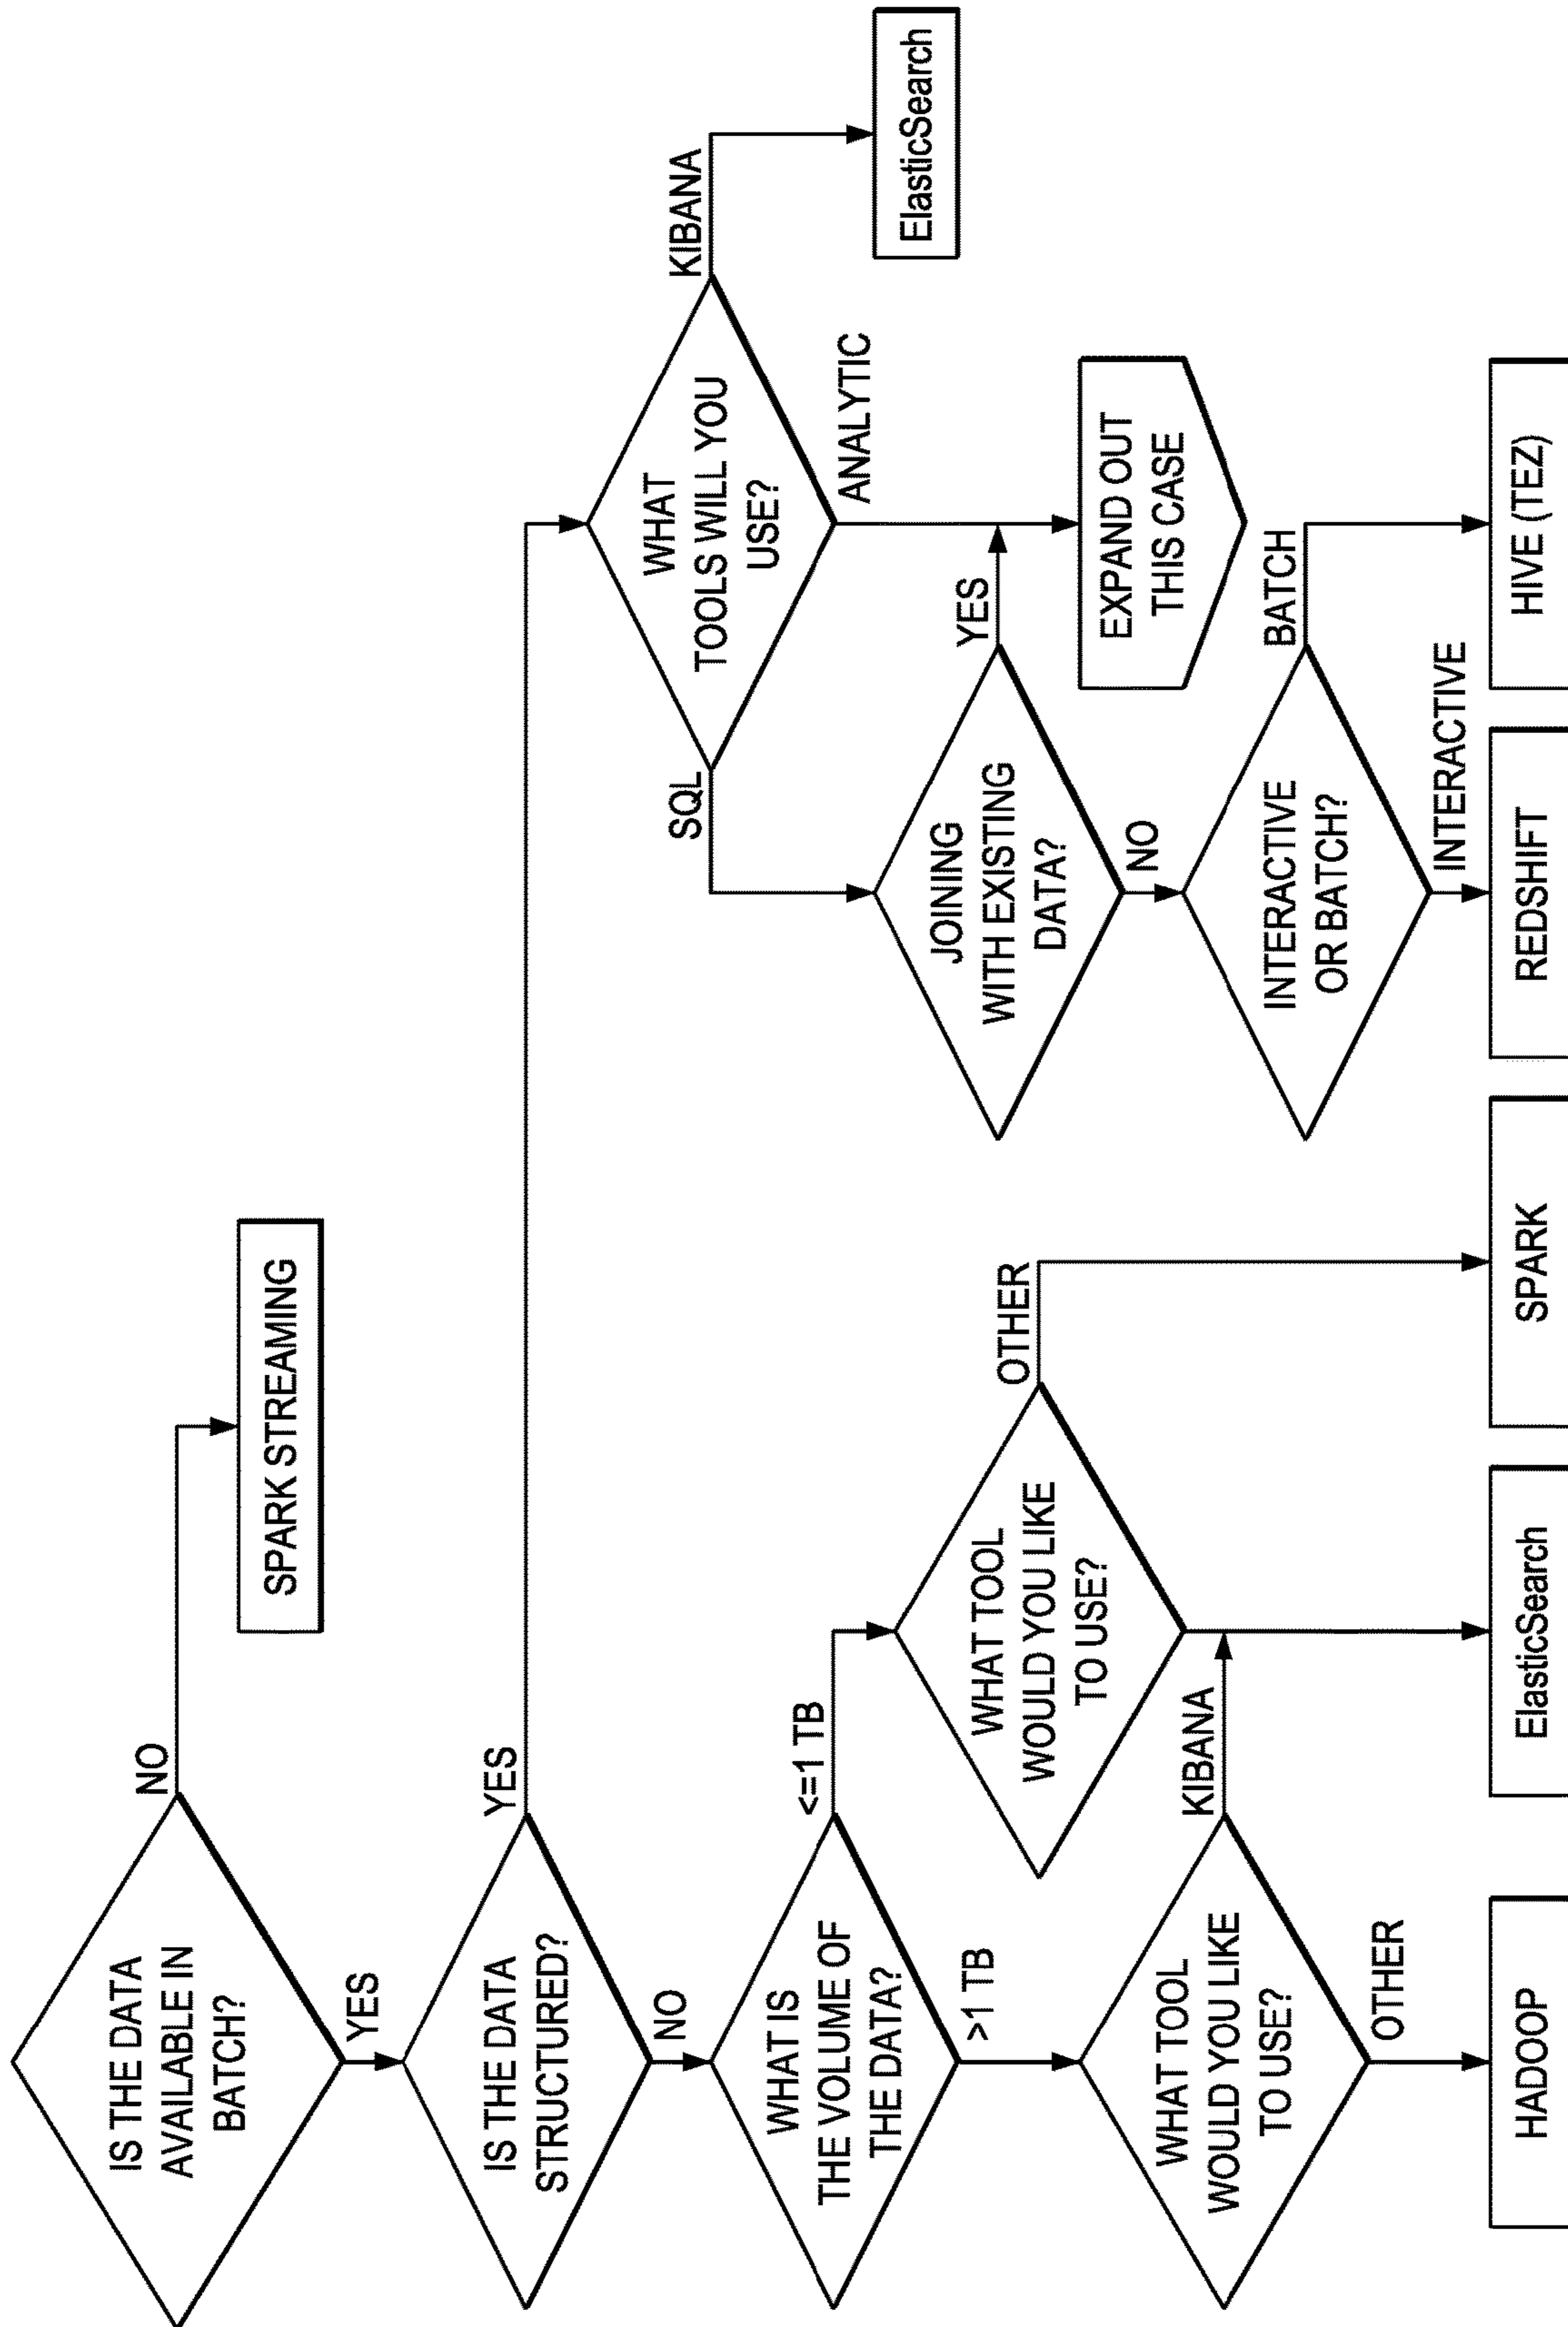 IS THE DATA
AVAILABLE IN
BATCH?
NO
SPARK STREAMING
YES
IS THE DATA
STRUCTURED?
YES
NO
WHAT
TOOLS WILL YOU
USE?
SQL
KIBANA
ANALYTIC
ElasticSearch
WHAT IS
THE VOLUME OF
THE DATA?
<=1 TB
>1 TB
WHAT TOOL
WOULD YOU LIKE
TO USE?
OTHER
JOINING
WITH EXISTING
DATA?
YES
NO
EXPAND OUT
THIS CASE
WHAT TOOL
WOULD YOU LIKE
TO USE?
KIBANA
OTHER
INTERACTIVE
OR BATCH?
BATCH
INTERACTIVE
HADOOP
ElasticSearch
SPARK
REDSHIFT
HIVE (TEZ)